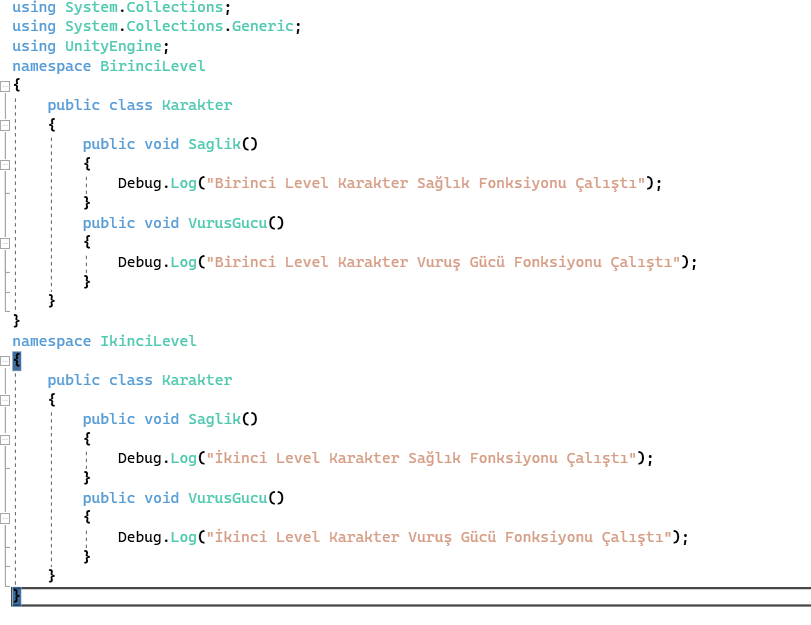 using System.Collections;
using System.Collections.Generic;
using UnityEngine;
namespace BirinciLevel
{
    public class Karakter
    {
        public void Saglik()
        {
            Debug.Log("Birinci Level Karakter Sağlık Fonksiyonu Çalıştı");
        }
        public void VurusGucu()
        {
            Debug.Log("Birinci Level Karakter Vuruş Gücü Fonksiyonu Çalıştı");
        }
    }
}
namespace IkinciLevel
{
    public class Karakter
    {
        public void Saglik()
        {
            Debug.Log("İkinci Level Karakter Sağlık Fonksiyonu Çalıştı");
        }
        public void VurusGucu()
        {
            Debug.Log("İkinci Level Karakter Vuruş Gücü Fonksiyonu Çalıştı");
        }
    }
}